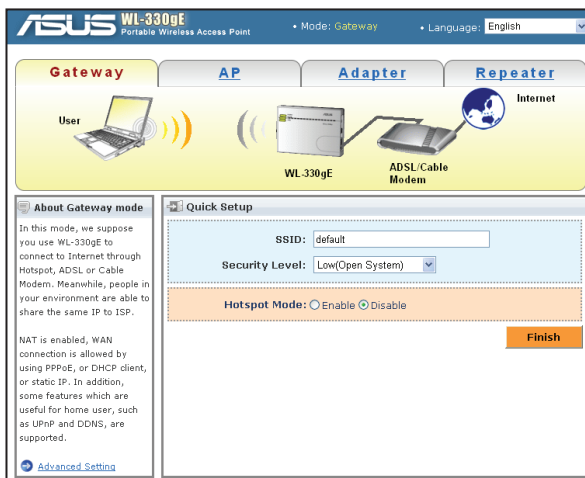 ASUS WL-330gE
Portable Wireless Access Point
• Mode: Gateway
• Language: English
Gateway
AP
Adapter
Repeater
User
WL-330gE
ADSL/Cable
Modem
Internet
About Gateway mode
In this mode, we suppose
you use WL-330gE to
connect to Internet through
Hotspot, ADSL or Cable
Modem. Meanwhile, people in
your environment are able to
share the same IP to ISP.
NAT is enabled, WAN
connection is allowed by
using PPPoE, or DHCP client,
or static IP. In addition,
some features which are
useful for home user, such
as UPnP and DDNS, are
supported.
Advanced Setting
Quick Setup
SSID: default
Security Level: Low(Open System)
Hotspot Mode: Enable Disable
Finish